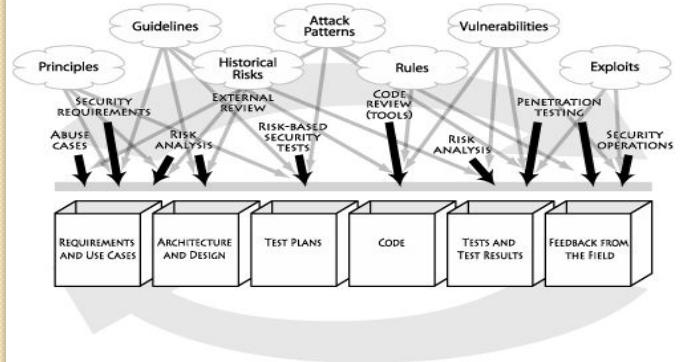 Guidelines
Attack
Patterns
Vulnerabilities
Principles
Historical
Risks
Rules
Exploits
SECURITY
REQUIREMENTS
EXTERNAL
REVIEW
CODE
REVIEW
(TOOLS)
PENETRATION
TESTING
ABUSE
CASES
RISK
ANALYSIS
RISK-BASED
SECURITY
TESTS
RISK
ANALYSIS
SECURITY
OPERATIONS
REQUIREMENTS
AND USE CASES
ARCHITECTURE
AND DESIGN
TEST PLANS
CODE
TESTS AND
TEST RESULTS
FEEDBACK FROM
THE FIELD